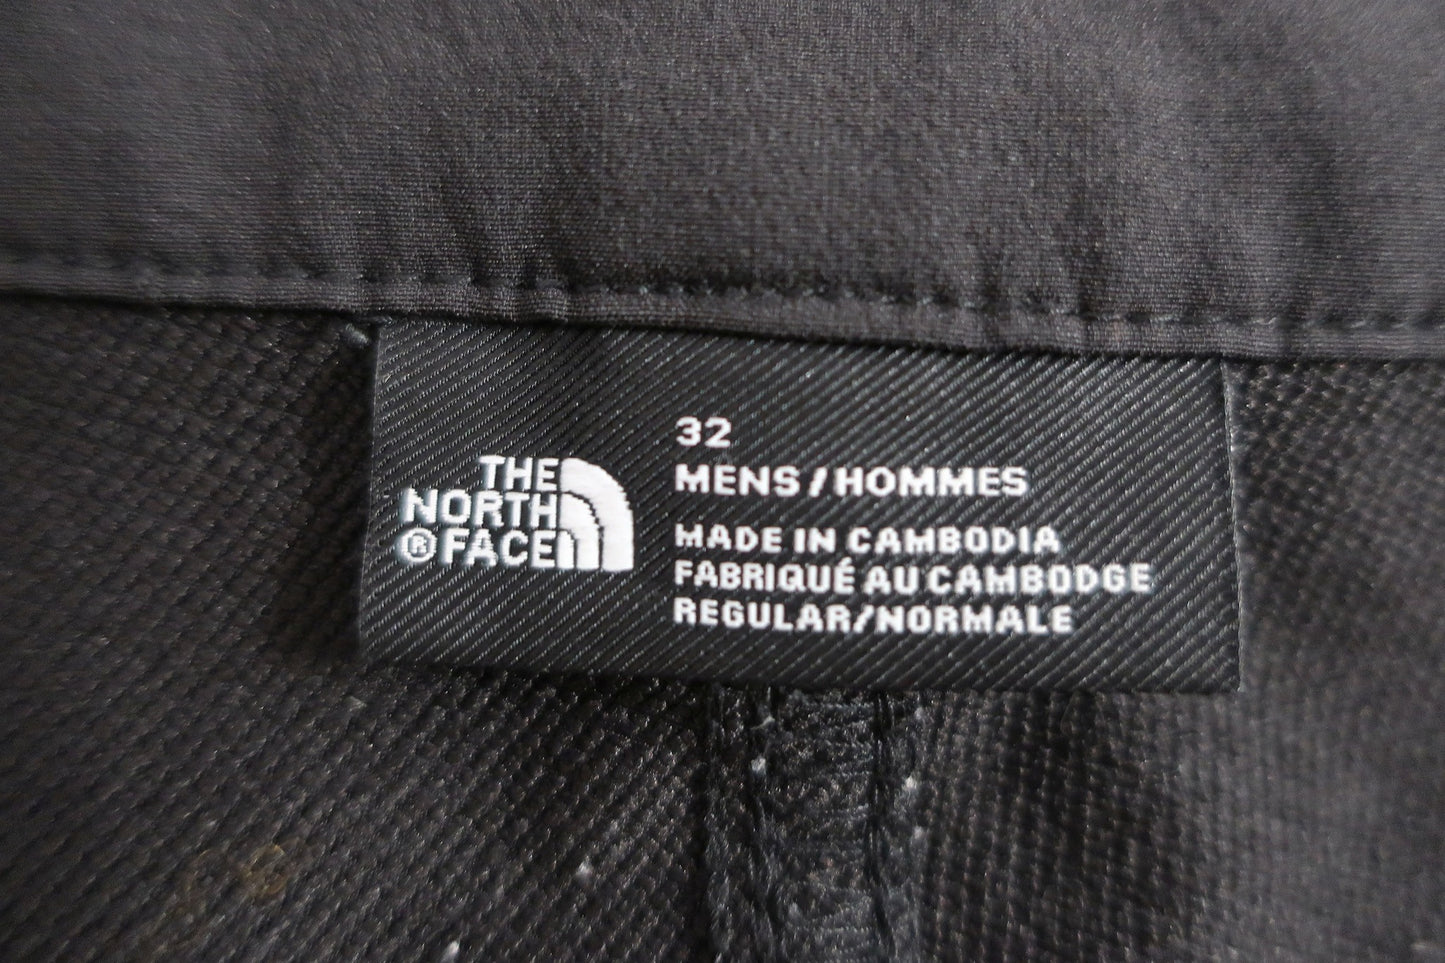 THE
NORTH
® FACE
32
MENS / HOMMES
MADE IN CAMBODIA
FABRIQUÉ AU CAMBODGE
REGULAR/NORMALE